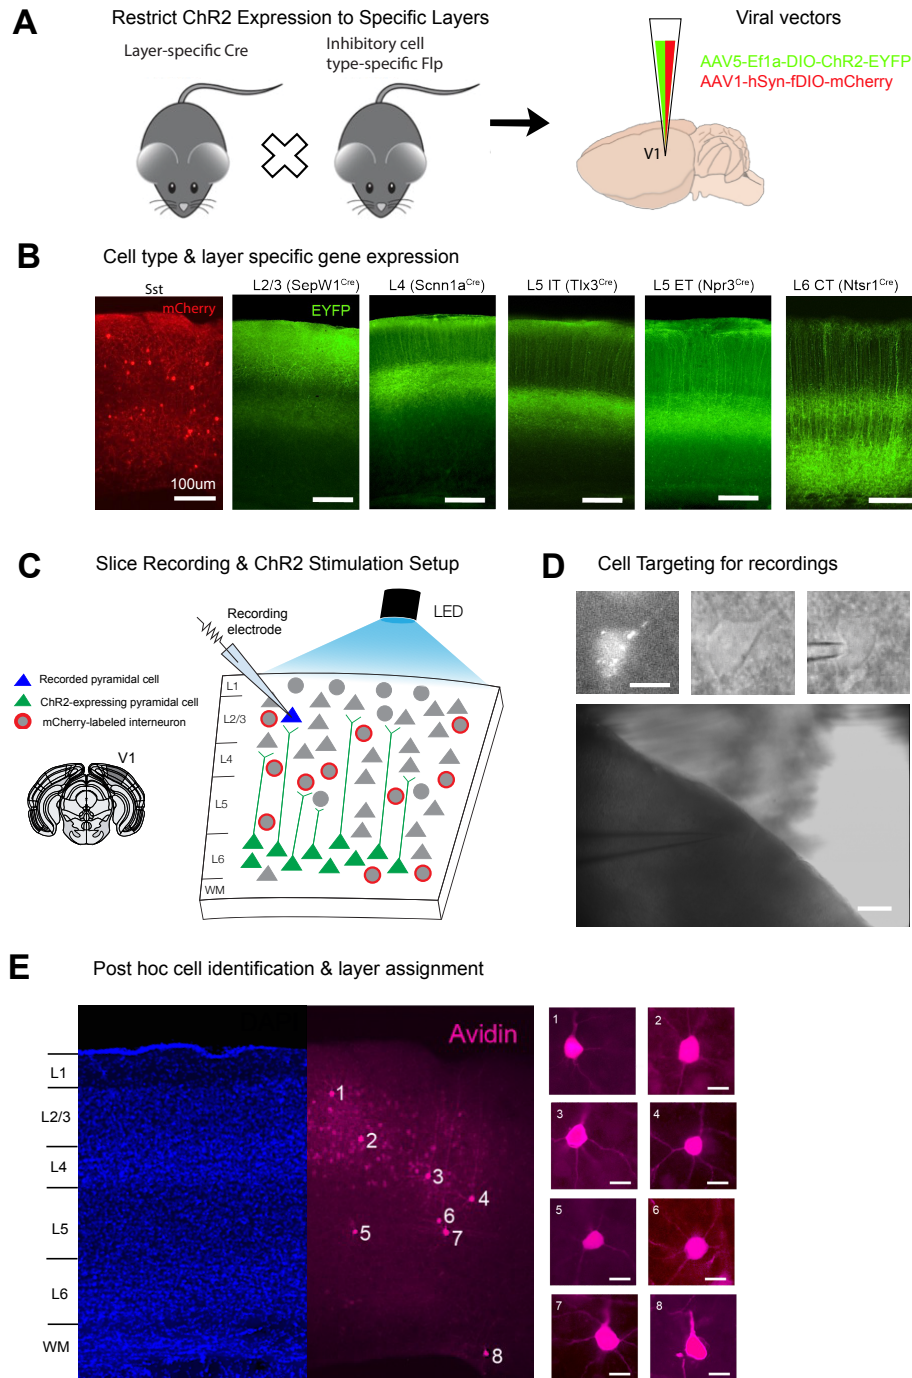 A
Restrict ChR2 Expression to Specific Layers
Viral vectors
Layer-specific Cre
Inhibitory cell
type-specific Flp
AAV5-Ef1a-DIO-ChR2-EYFP
AAV1-hSyn-fDIO-mCherry
V1
B
Cell type & layer specific gene expression
Sst
L2/3 (SepW1Cre)
L4 (Scnn1aCre)
L5 IT (Tlx3Cre)
L5 ET (Npr3Cre)
L6 CT (Ntsr1Cre)
mCherry
EYFP
100um
C
Slice Recording & ChR2 Stimulation Setup
D
Cell Targeting for recordings
Recording
electrode
LED
Recorded pyramidal cell
ChR2-expressing pyramidal cell
mCherry-labeled interneuron
V1
L1
L2/3
L4
L5
L6
WM
E
Post hoc cell identification & layer assignment
Avidin
L1
L2/3
L4
L5
L6
WM
1
2
3
4
5
6
7
8
1
2
3
4
5
6
7
8